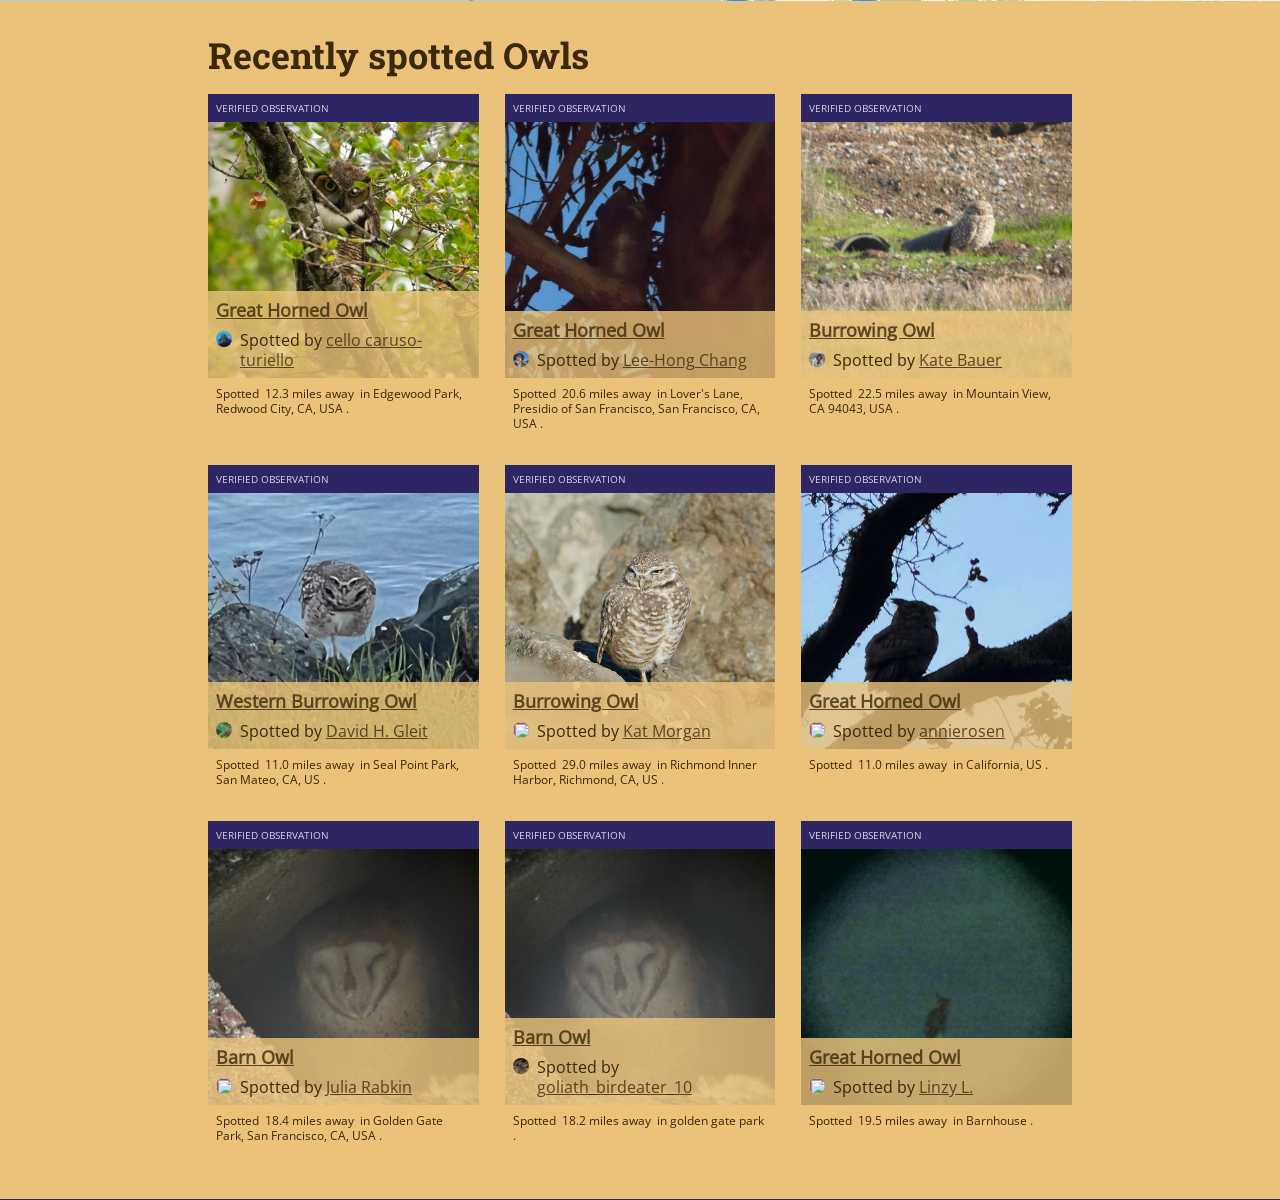 Recently spotted Owls
VERIFIED OBSERVATION
Great Horned Owl
Spotted by cello caruso-
turiello
Spotted 12.3 miles away in Edgewood Park,
Redwood City, CA, USA .
VERIFIED OBSERVATION
Great Horned Owl
Spotted by Lee-Hong Chang
Spotted 20.6 miles away in Lover's Lane,
Presidio of San Francisco, San Francisco, CA,
USA .
VERIFIED OBSERVATION
Burrowing Owl
Spotted by Kate Bauer
Spotted 22.5 miles away in Mountain View,
CA 94043, USA .
VERIFIED OBSERVATION
Western Burrowing Owl
Spotted by David H. Gleit
Spotted 11.0 miles away in Seal Point Park,
San Mateo, CA, US .
VERIFIED OBSERVATION
Burrowing Owl
Spotted by Kat Morgan
Spotted 29.0 miles away in Richmond Inner
Harbor, Richmond, CA, US .
VERIFIED OBSERVATION
Great Horned Owl
Spotted by annierosen
Spotted 11.0 miles away in California, US .
VERIFIED OBSERVATION
Barn Owl
Spotted by Julia Rabkin
Spotted 18.4 miles away in Golden Gate
Park, San Francisco, CA, USA .
VERIFIED OBSERVATION
Barn Owl
Spotted by
goliath_birdeater_10
Spotted 18.2 miles away in golden gate park
.
VERIFIED OBSERVATION
Great Horned Owl
Spotted by Linzy L.
Spotted 19.5 miles away in Barnhouse .